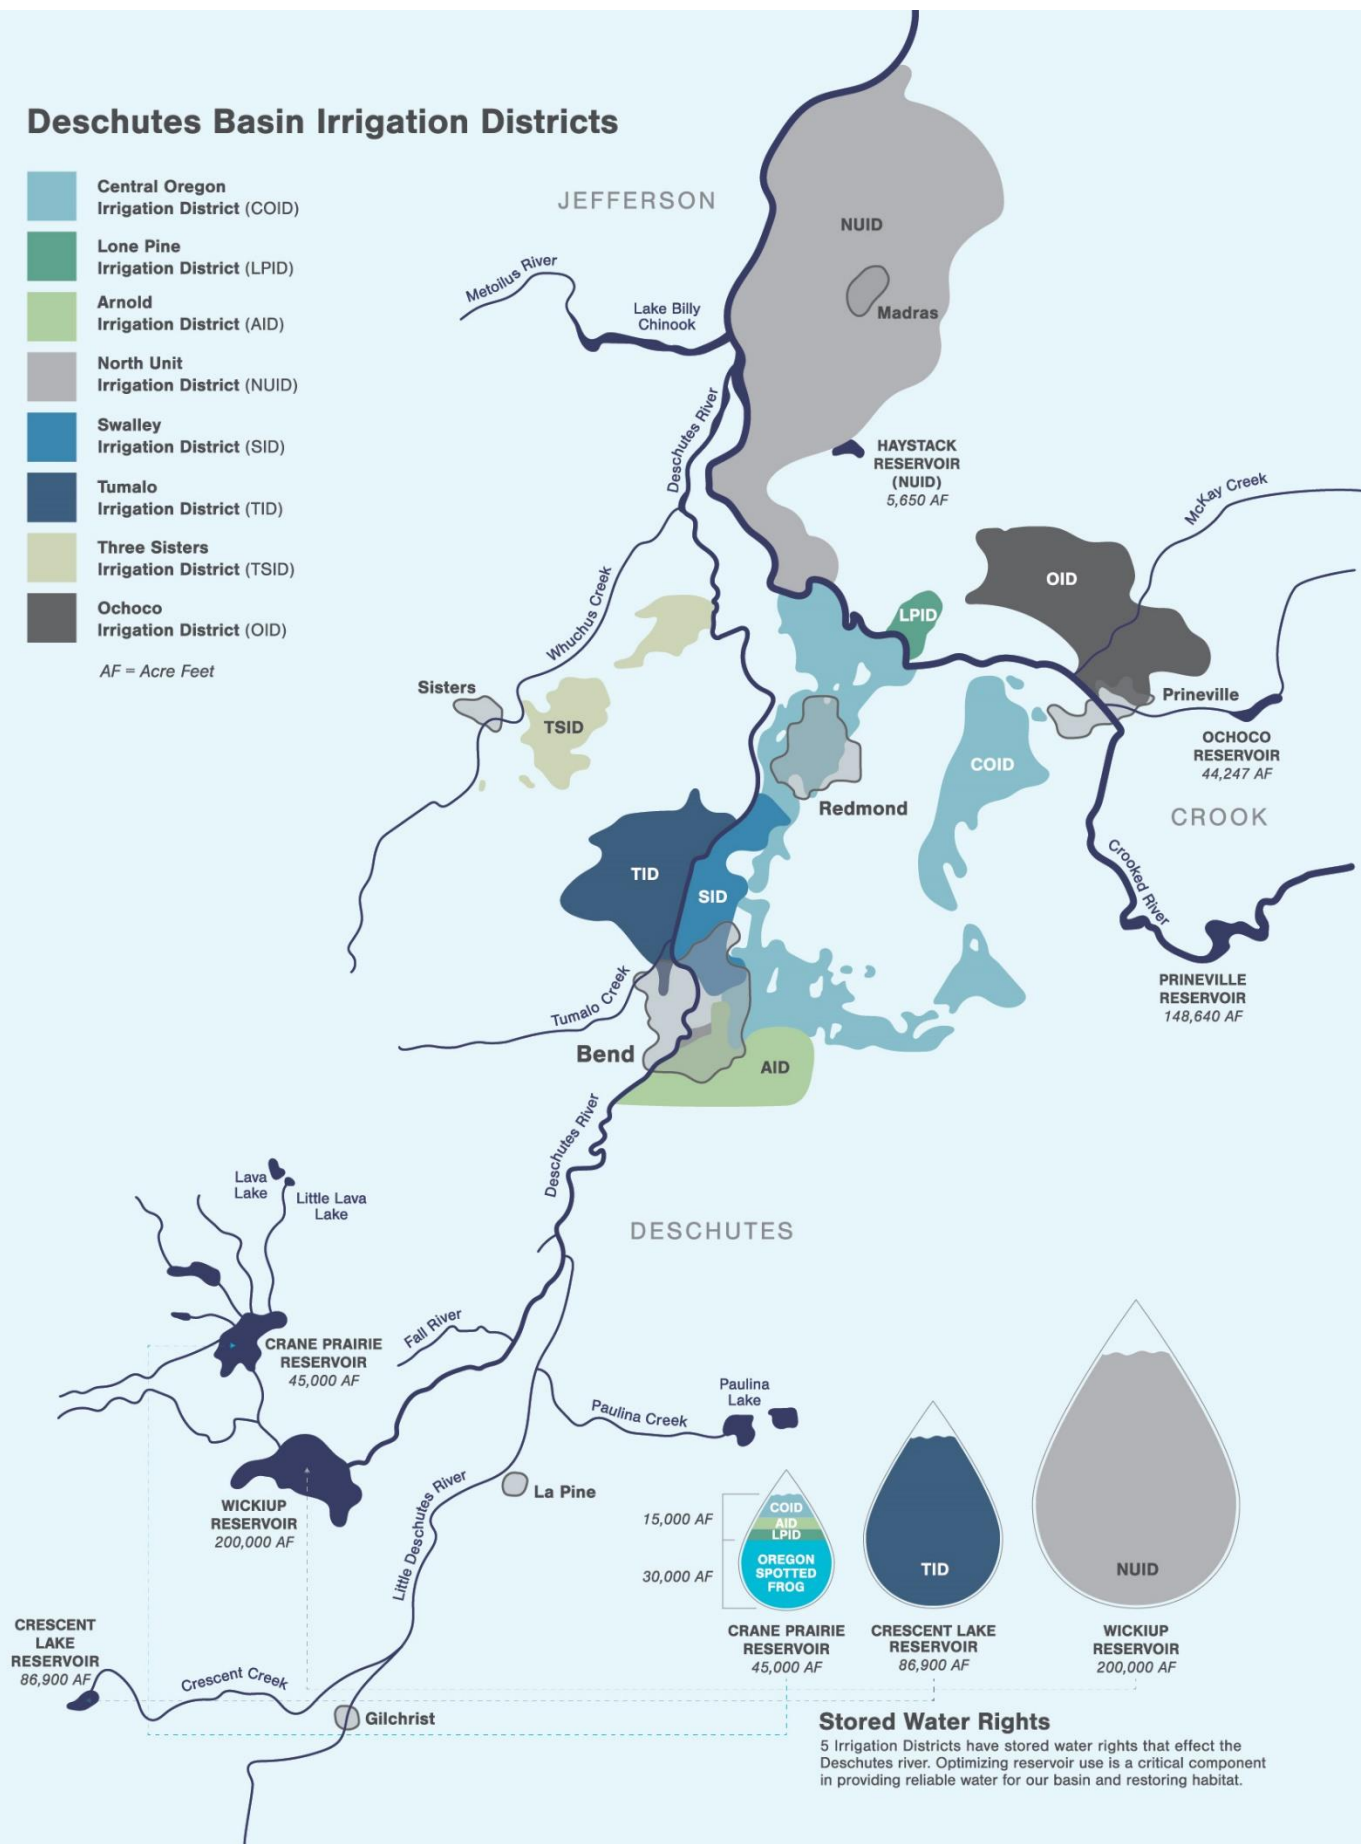 Deschutes Basin Irrigation Districts
Central Oregon
Irrigation District (COID)
Lone Pine
Irrigation District (LPID)
Arnold
Irrigation District (AID)
North Unit
Irrigation District (NUID)
Swalley
Irrigation District (SID)
Tumalo
Irrigation District (TID)
Three Sisters
Irrigation District (TSID)
Ochoco
Irrigation District (OID)
AF = Acre Feet
JEFFERSON
NUID
Madras
Metoilus River
Lake Billy
Chinook
Deschutes River
HAYSTACK
RESERVOIR
(NUID)
5,650 AF
McKay Creek
OID
LPID
Whuchus Creek
Sisters
TSID
Prineville
OCHOCO
RESERVOIR
44,247 AF
COID
Redmond
CROOK
TID
SID
Crooked River
PRINEVILLE
RESERVOIR
148,640 AF
Tumalo Creek
Bend
AID
Deschutes River
Lava
Lake
Little Lava
Lake
DESCHUTES
Fall River
CRANE PRAIRIE
RESERVOIR
45,000 AF
Paulina
Lake
Paulina Creek
WICKIUP
RESERVOIR
200,000 AF
La Pine
Little Deschutes River
CRESCENT
LAKE
RESERVOIR
86,900 AF
Crescent Creek
Gilchrist
15,000 AF
30,000 AF
COID
AID
LPID
OREGON
SPOTTED
FROG
TID
NUID
CRANE PRAIRIE
RESERVOIR
45,000 AF
CRESCENT LAKE
RESERVOIR
86,900 AF
WICKIUP
RESERVOIR
200,000 AF
Stored Water Rights
5 Irrigation Districts have stored water rights that effect the
Deschutes river. Optimizing reservoir use is a critical component
in providing reliable water for our basin and restoring habitat.